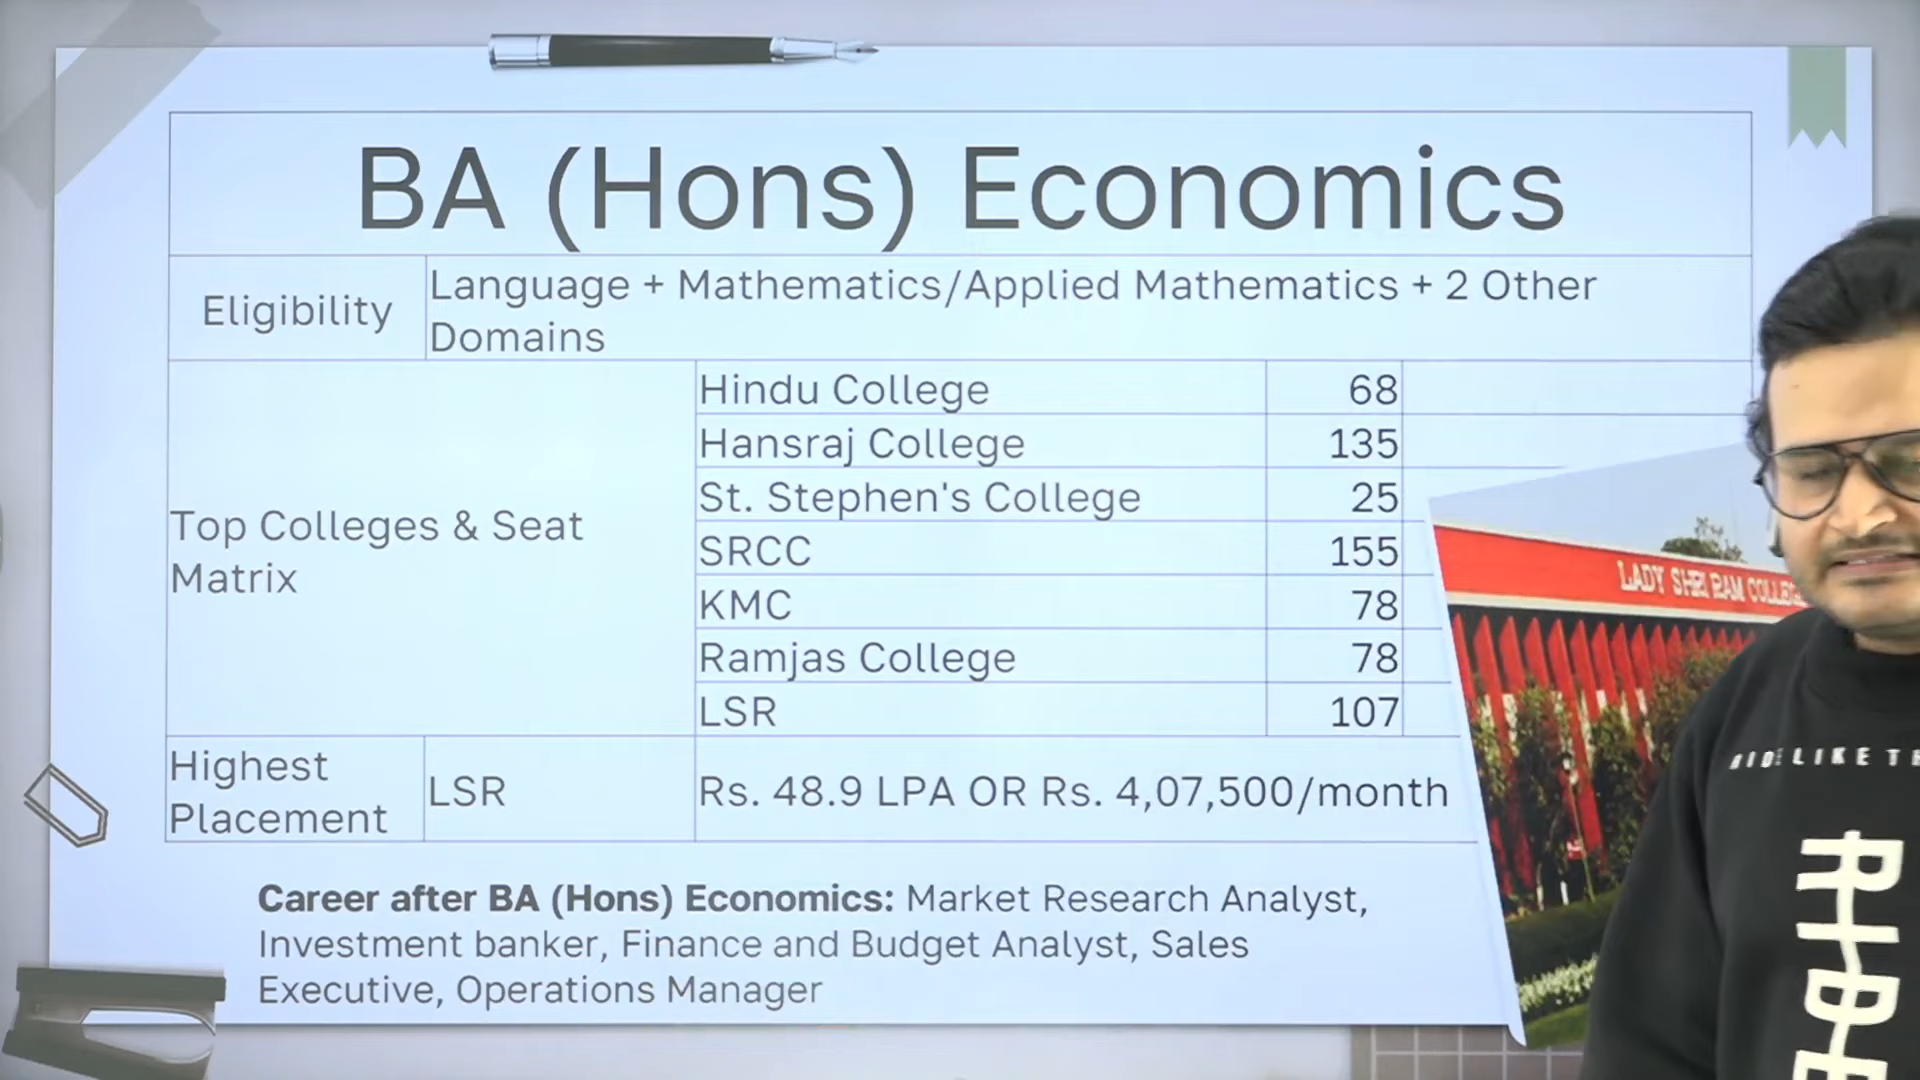 BA (Hons) Economics
Eligibility
Language + Mathematics/Applied Mathematics + 2 Other
Domains
Top Colleges & Seat
Matrix
Hindu College 68
Hansraj College 135
St. Stephen's College 25
SRCC 155
KMC 78
Ramjas College 78
LSR 107
Highest
Placement
LSR
Rs. 48.9 LPA OR Rs. 4,07,500/month
Career after BA (Hons) Economics: Market Research Analyst,
Investment banker, Finance and Budget Analyst, Sales
Executive, Operations Manager
LADY SHRI RAM COLLEGE
LIKE